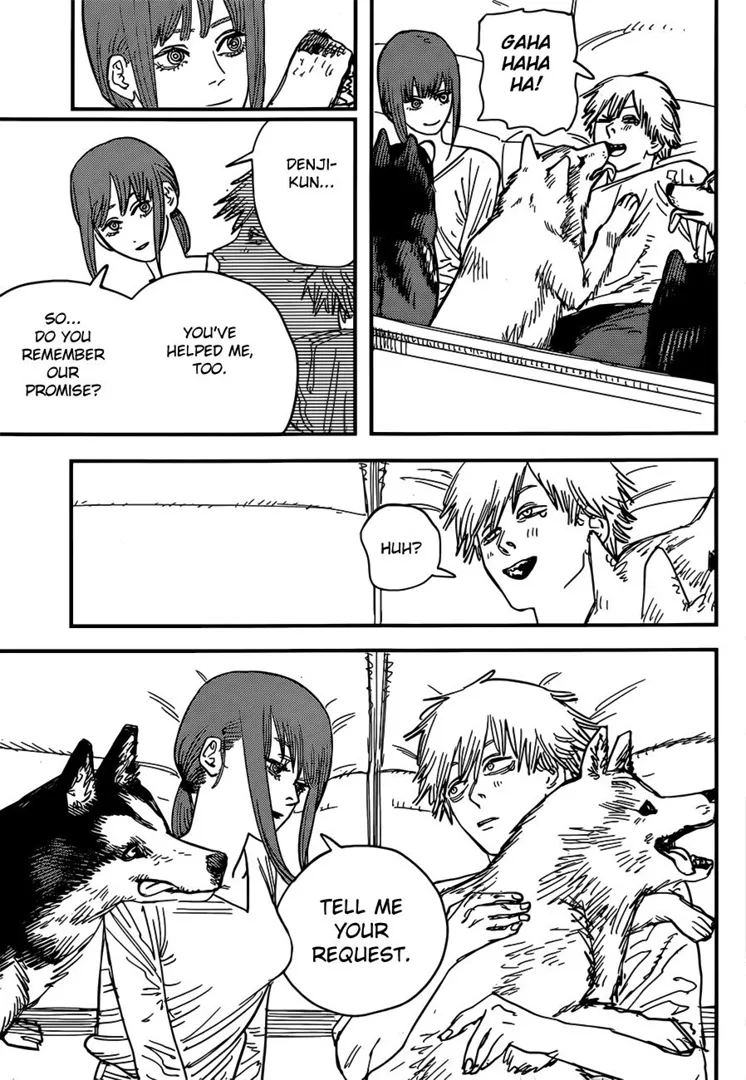 GAHA
HAHA
HA!
DENJI-
KUN...
YOU'VE
HELPED ME,
TOO.
SO...
DO YOU
REMEMBER
OUR
PROMISE?
HUH?
TELL ME
YOUR
REQUEST.